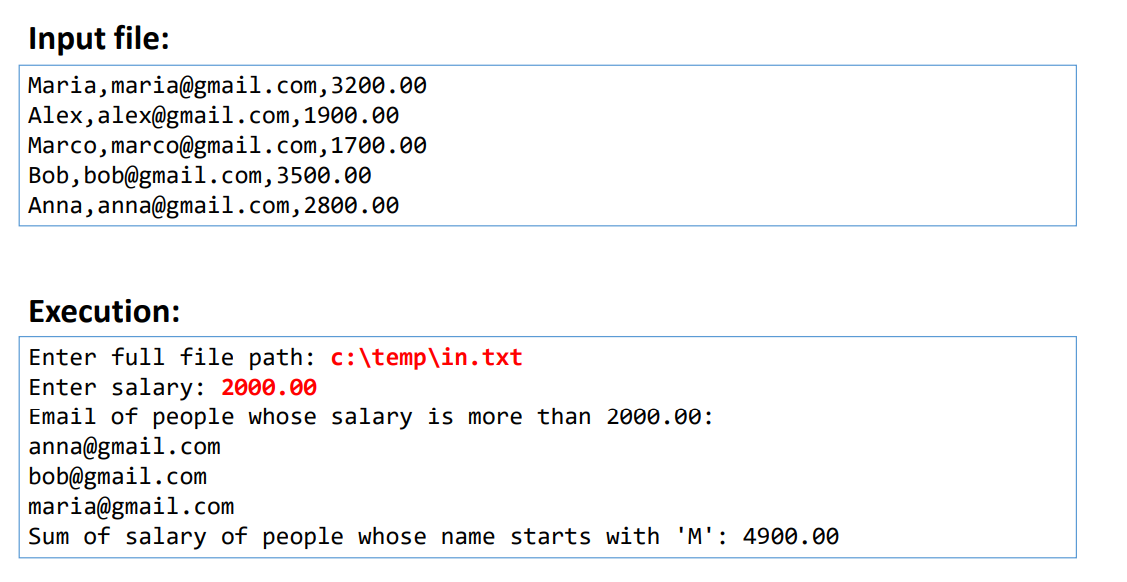 Input file:
Maria,maria@gmail.com,3200.00
Alex,alex@gmail.com,1900.00
Marco,marco@gmail.com,1700.00
Bob,bob@gmail.com,3500.00
Anna,anna@gmail.com,2800.00
Execution:
Enter full file path: c:\temp\in.txt
Enter salary: 2000.00
Email of people whose salary is more than 2000.00:
anna@gmail.com
bob@gmail.com
maria@gmail.com
Sum of salary of people whose name starts with 'M': 4900.00